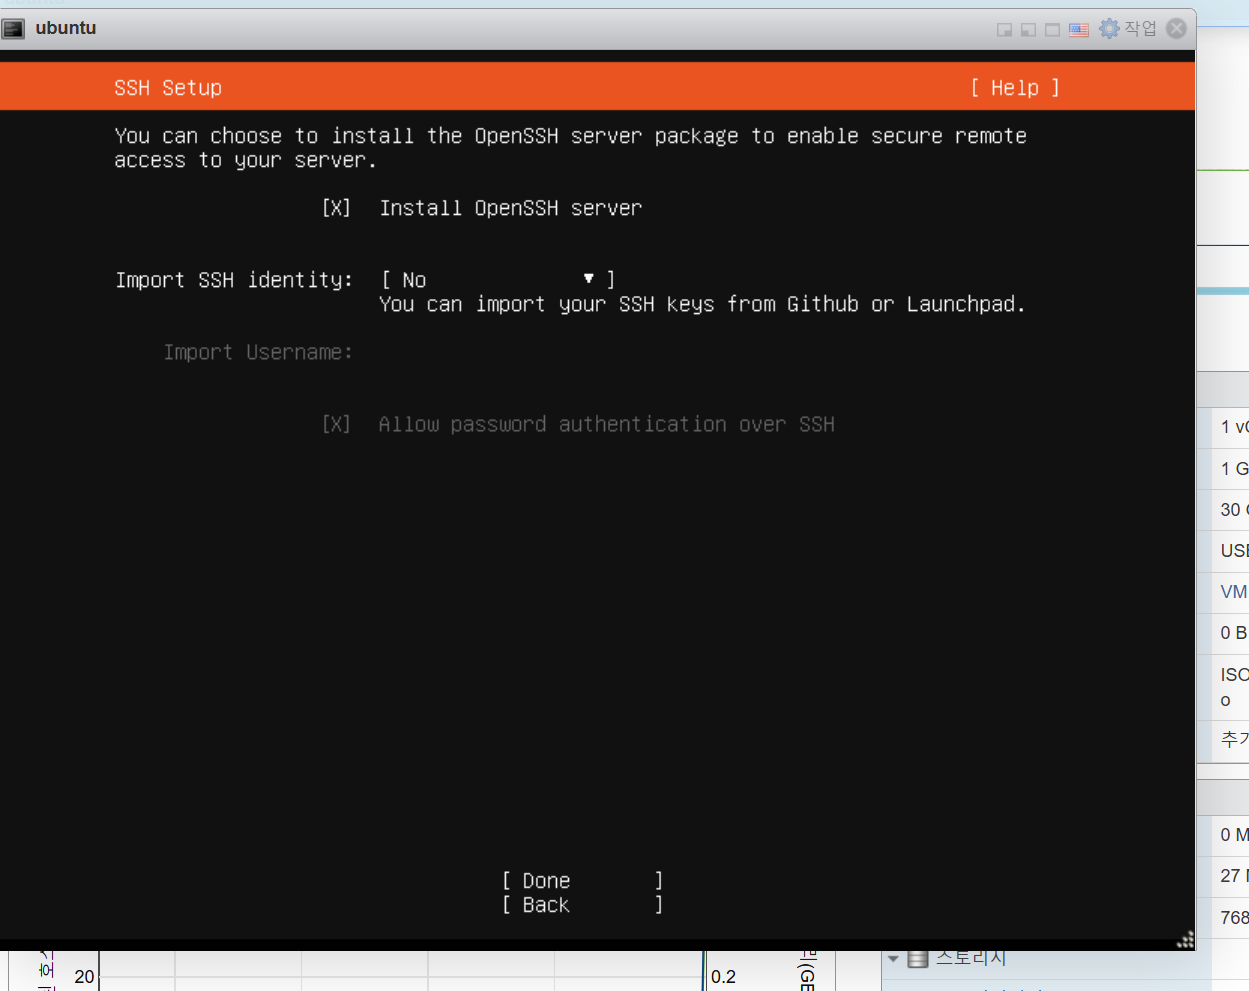 ubuntu
작업
SSH Setup [ Help ]
You can choose to install the OpenSSH server package to enable secure remote
access to your server.
[X] Install OpenSSH server
Import SSH identity: [ No ▼ ]
You can import your SSH keys from Github or Launchpad.
Import Username:
[X] Allow password authentication over SSH
[ Done ]
[ Back ]
1
1 G
30
USB
VM
0 B
ISO
o
추가
0 M
27
768
20
0.2
스토리지